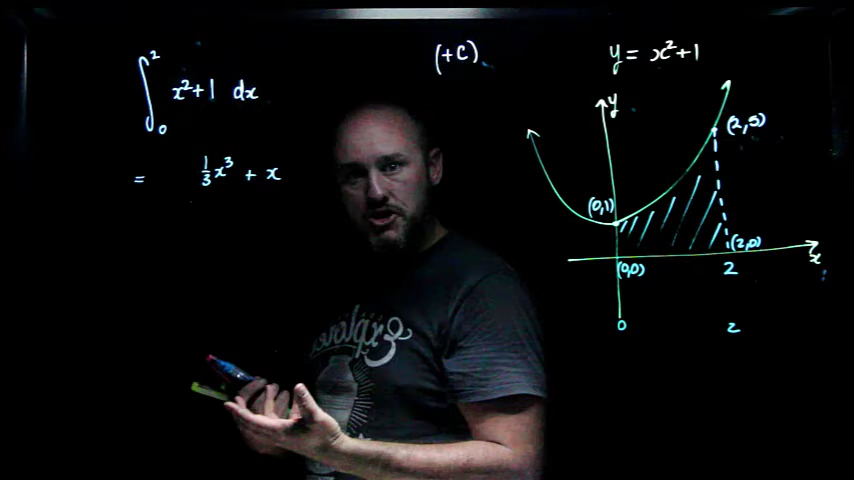 ∫₀² x²+1 dx
= ⅓x³ + x
(+C)
y = x²+1
y
(2,5)
(0,1)
(2,0)
x
(0,0)
2
0
2